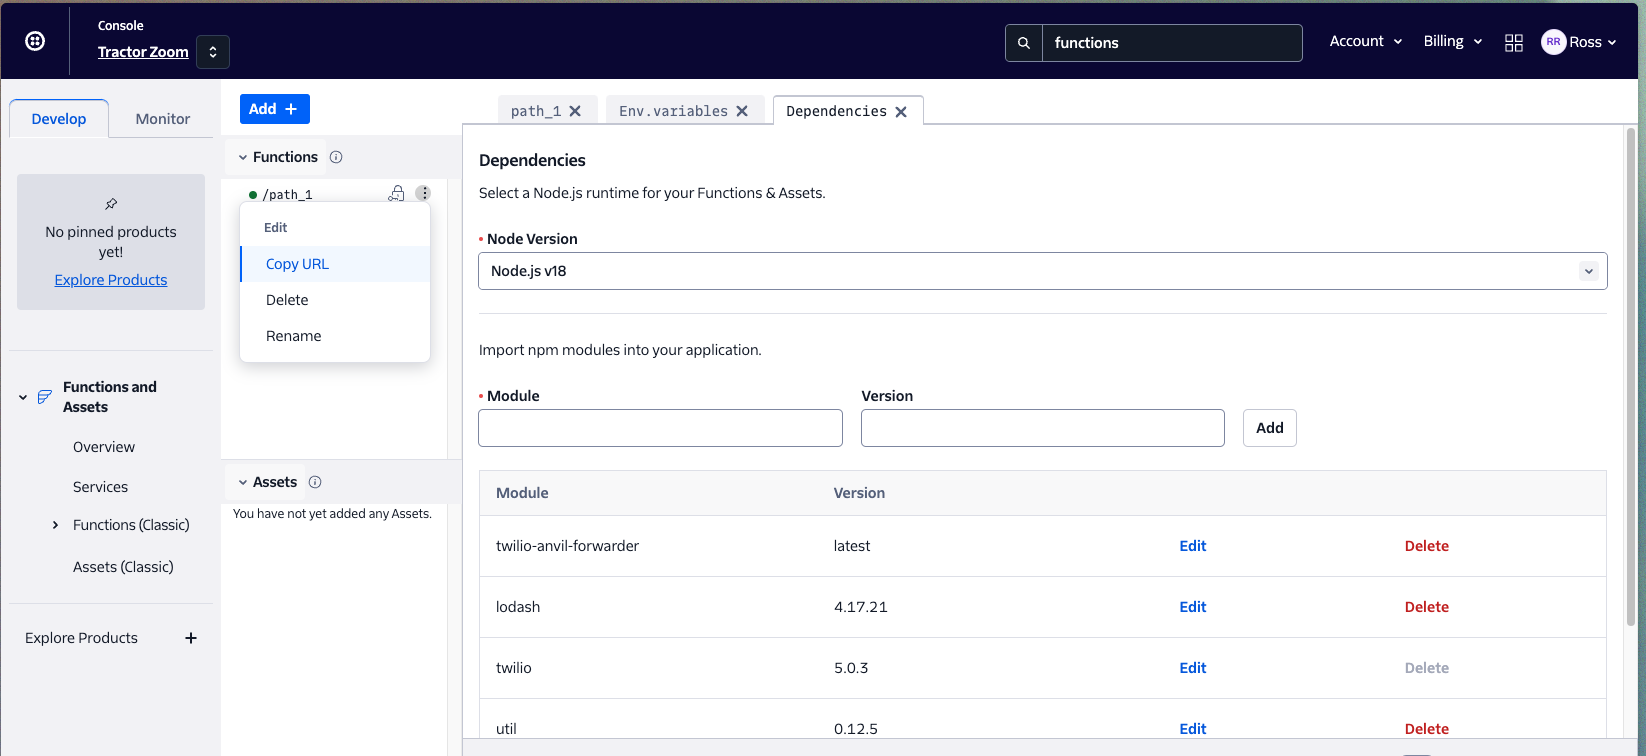 Console
Tractor Zoom
functions
Account
Billing
RR
Ross
Develop
Monitor
No pinned products
yet!
Explore Products
Functions and
Assets
Overview
Services
Functions (Classic)
Assets (Classic)
Explore Products +
Add +
Functions
/path_1
Edit
Copy URL
Delete
Rename
Assets
You have not yet added any Assets.
path_1
Env.variables
Dependencies
Dependencies
Select a Node.js runtime for your Functions & Assets.
• Node Version
Node.js v18
Import npm modules into your application.
• Module Version
Add
Module Version
twilio-anvil-forwarder latest Edit Delete
lodash 4.17.21 Edit Delete
twilio 5.0.3 Edit Delete
util 0.12.5 Edit Delete